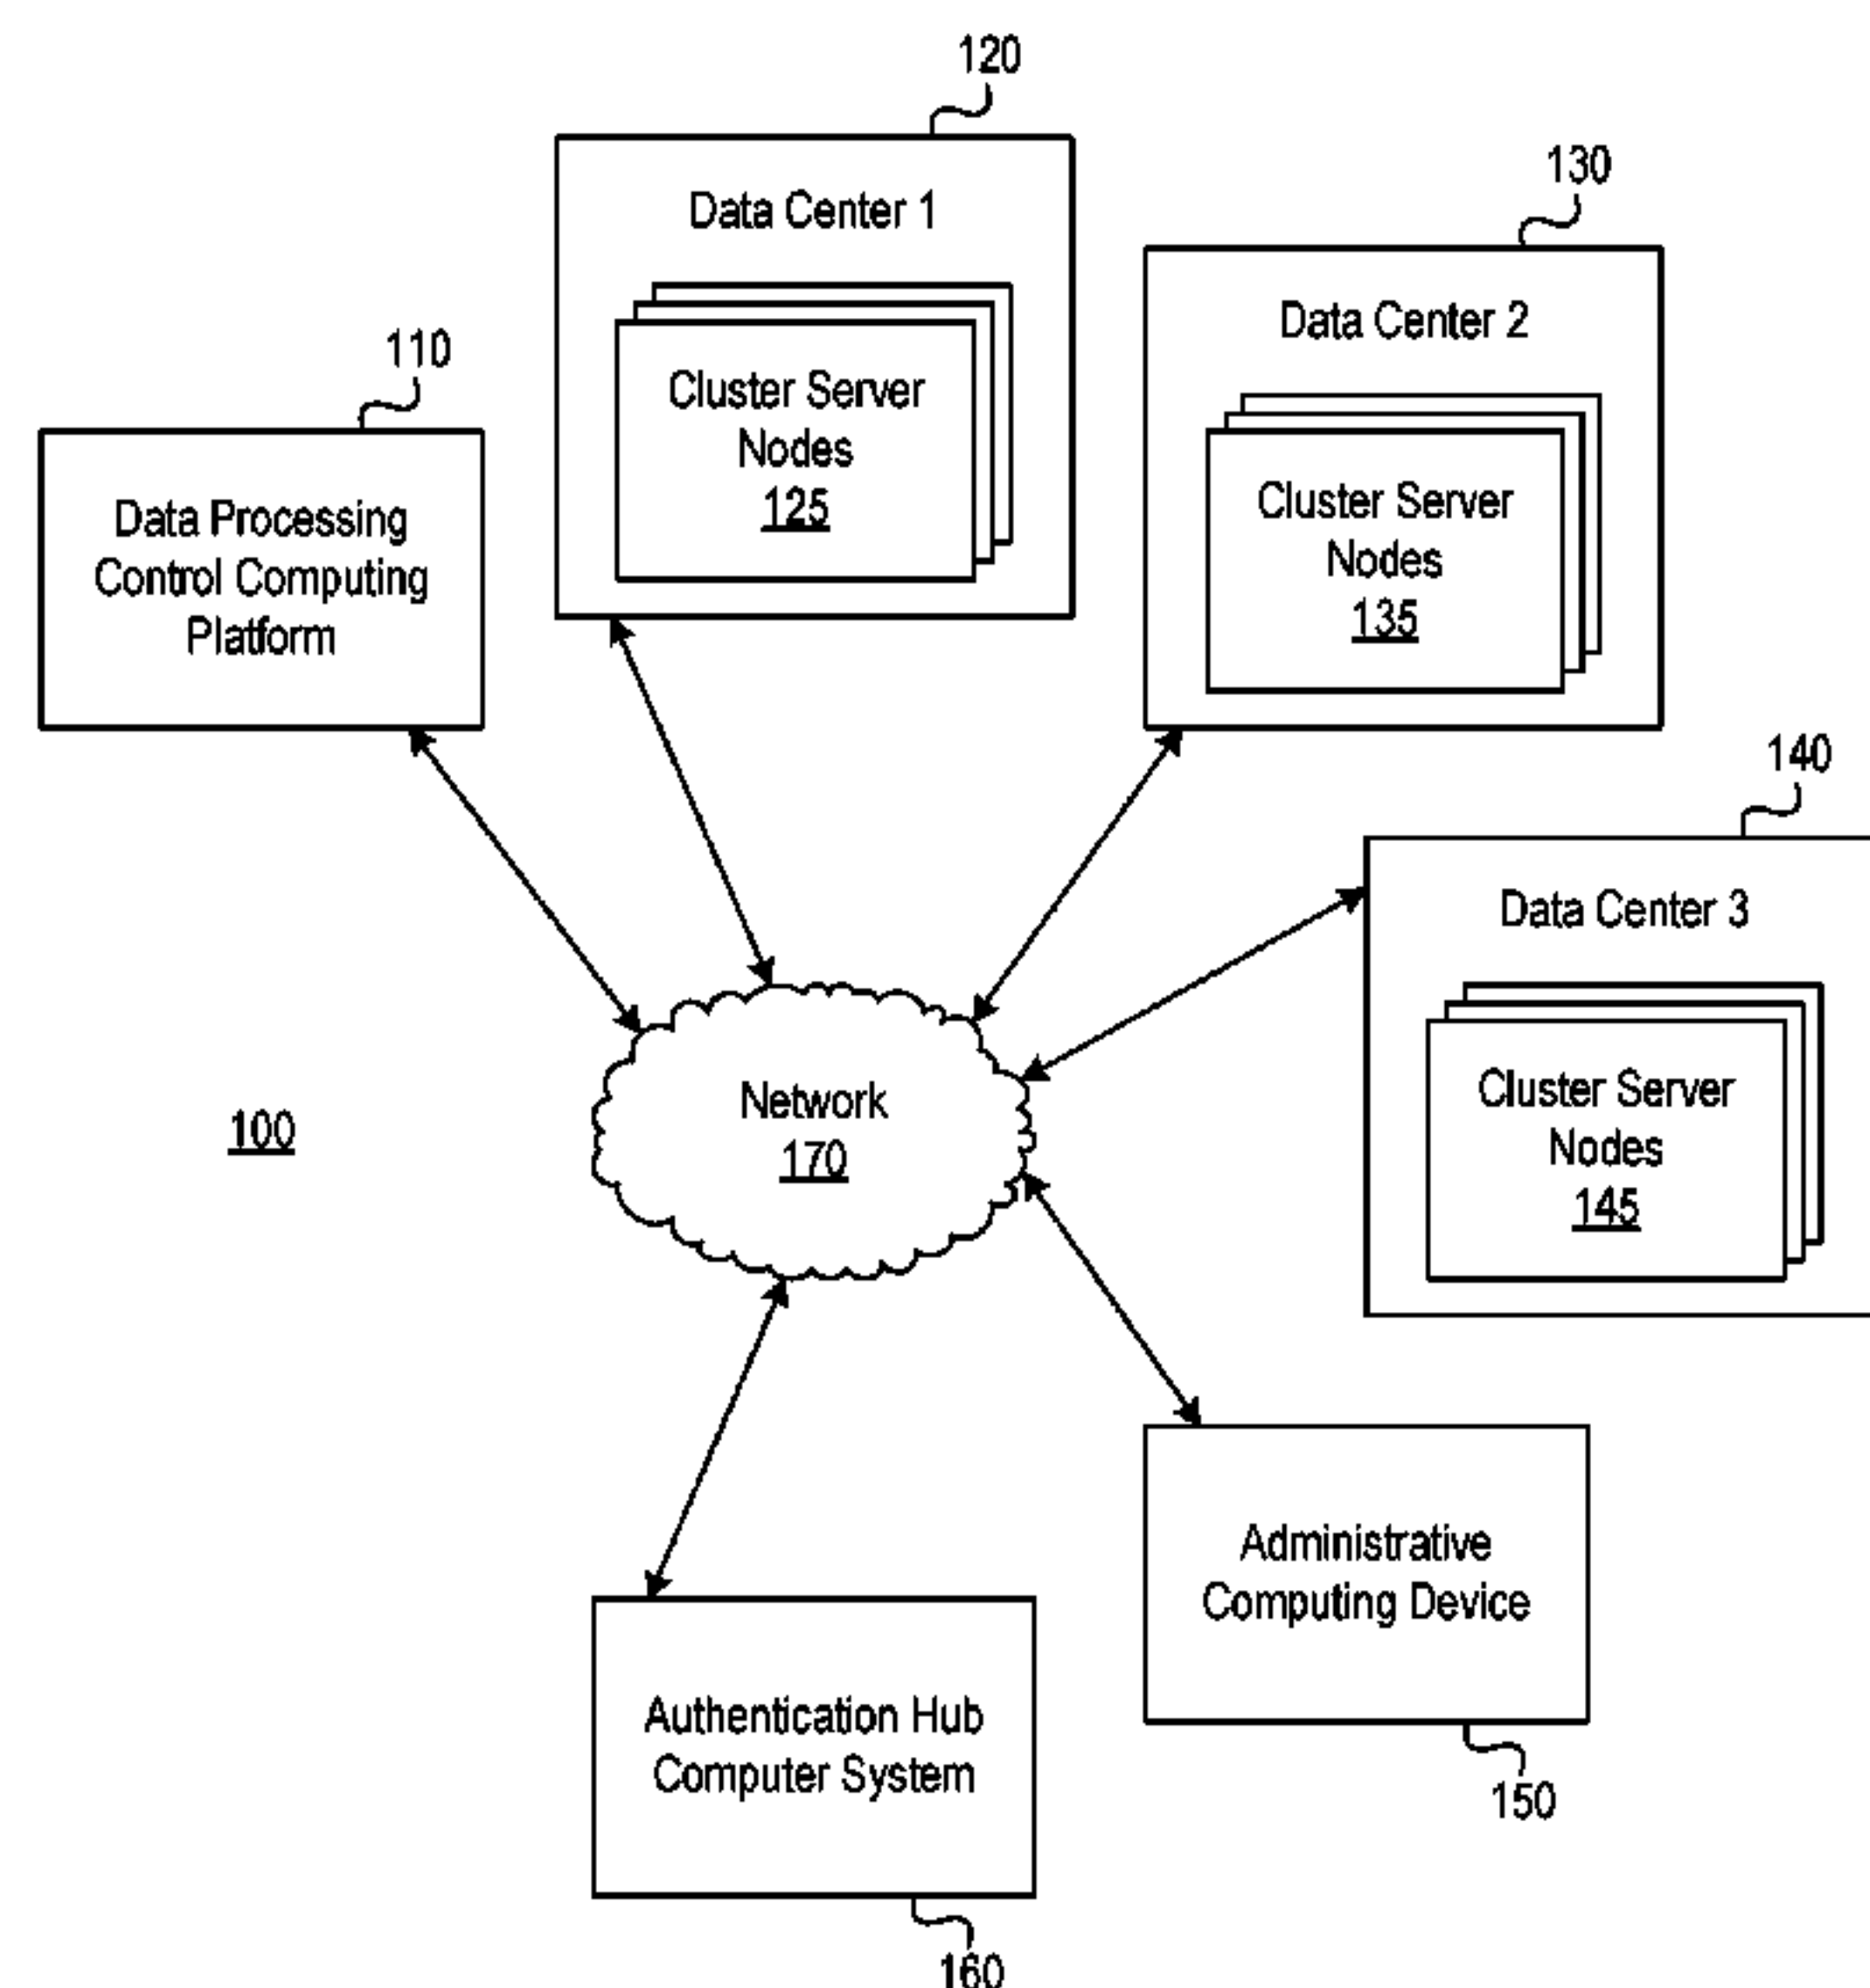 120
Data Center 1
Cluster Server
Nodes
125
130
Data Center 2
Cluster Server
Nodes
135
110
Data Processing
Control Computing
Platform
140
Data Center 3
Cluster Server
Nodes
145
100
Network
170
Administrative
Computing Device
150
Authentication Hub
Computer System
160